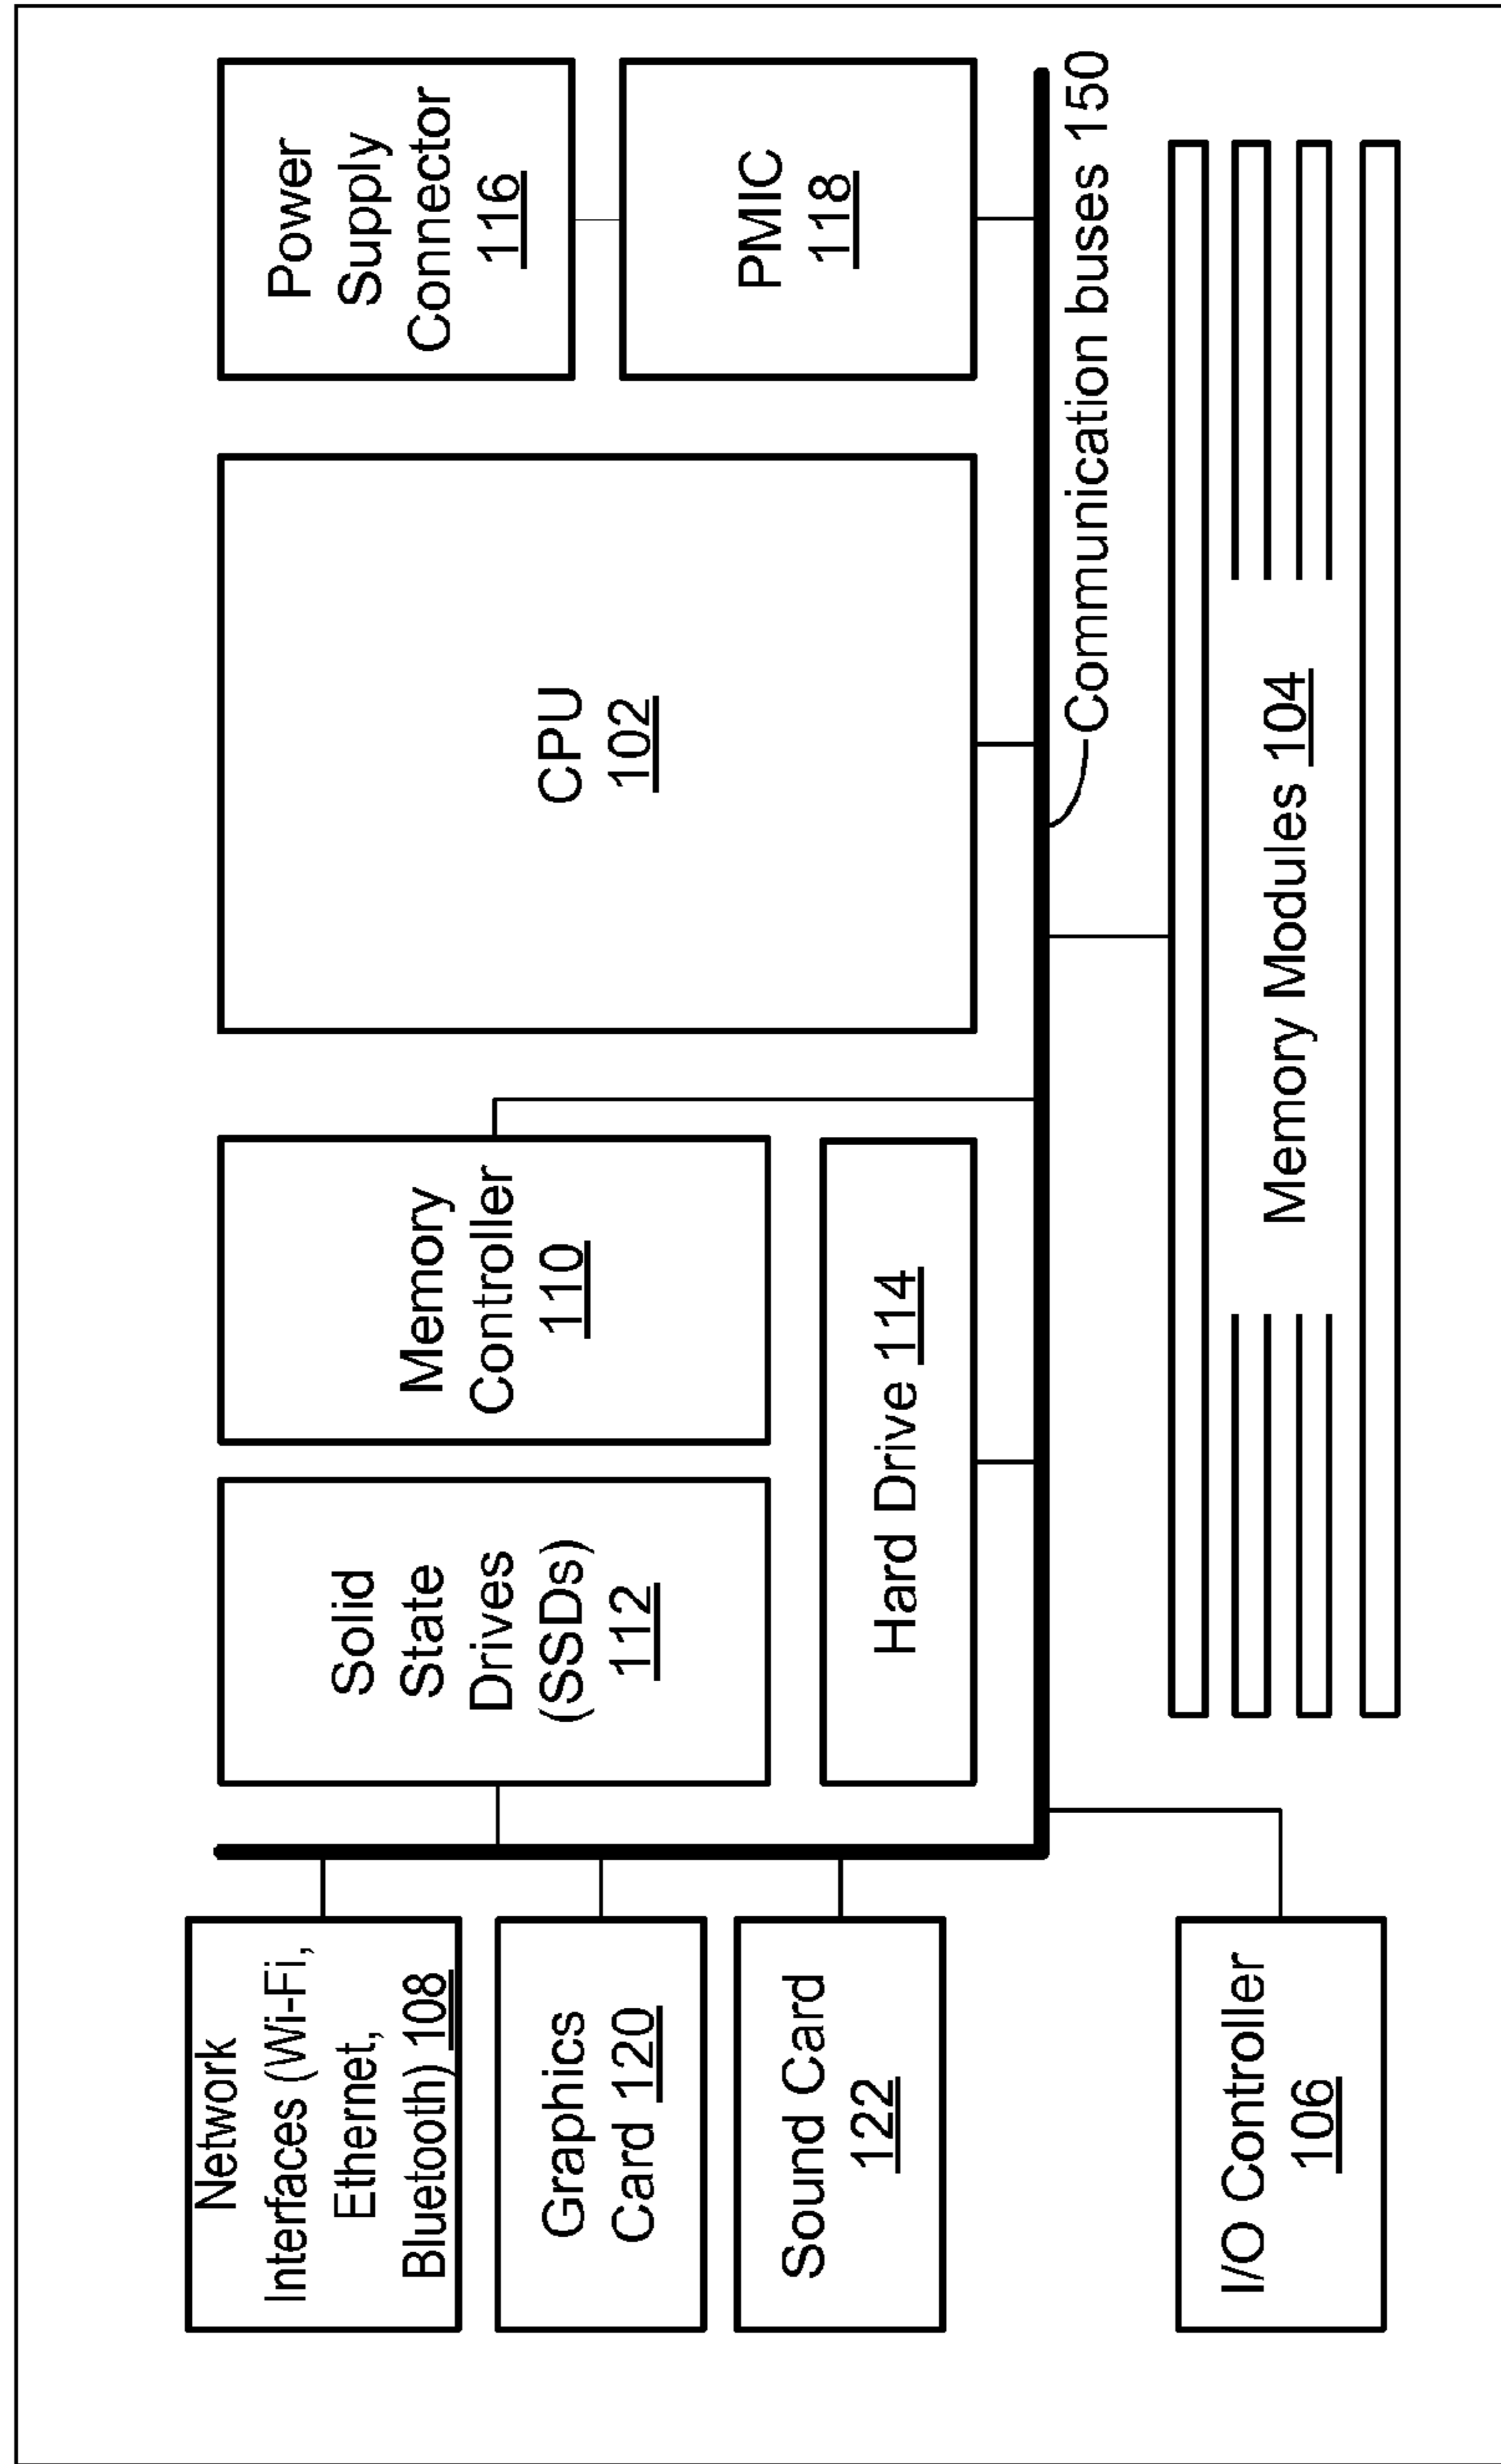 Network
Interfaces (Wi-Fi,
Ethernet,
Bluetooth) 108
Graphics
Card 120
Sound Card
122
I/O Controller
106
Solid
State
Drives
(SSDs)
112
Memory
Controller
110
Hard Drive 114
CPU
102
Power
Supply
Connector
116
PMIC
118
Communication buses 150
Memory Modules 104